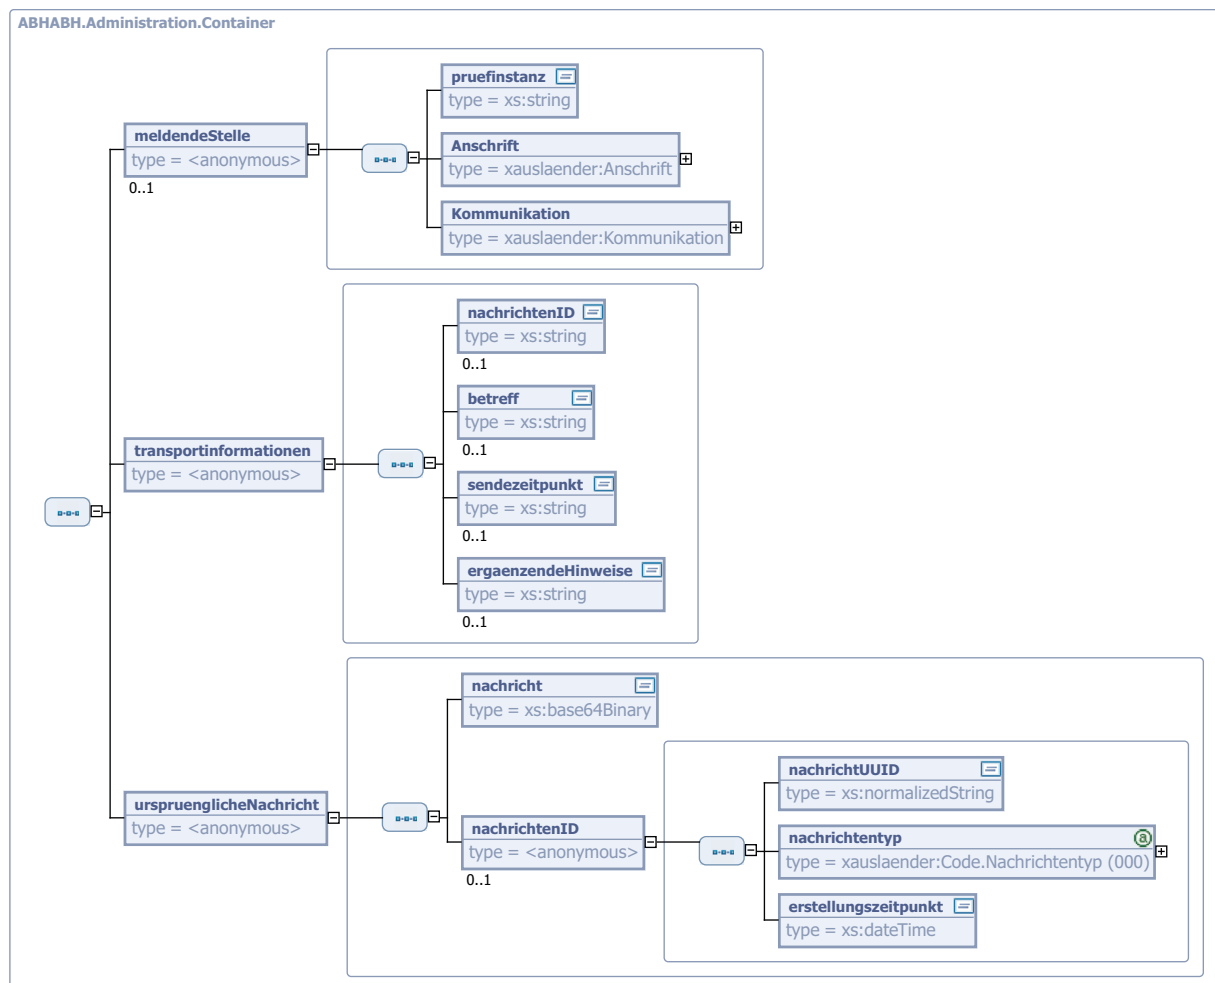 ABHABH.Administration.Container
pruefinstanz
type = xs:string
meldendeStelle
type = <anonymous>
0..1
Anschrift
type = xauslaender:Anschrift
Kommunikation
type = xauslaender:Kommunikation
nachrichtenID
type = xs:string
0..1
betreff
type = xs:string
0..1
transportinformationen
type = <anonymous>
sendezeitpunkt
type = xs:string
0..1
ergaenzendeHinweise
type = xs:string
0..1
nachricht
type = xs:base64Binary
urspruenglicheNachricht
type = <anonymous>
nachrichtenID
type = <anonymous>
0..1
nachrichtUUID
type = xs:normalizedString
nachrichtentyp a
type = xauslaender:Code.Nachrichtentyp (000)
erstellungszeitpunkt
type = xs:dateTime